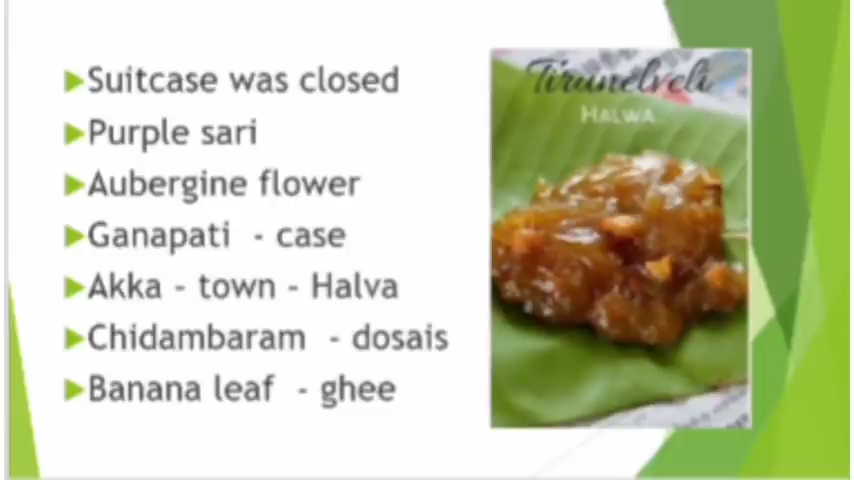 Suitcase was closed
Purple sari
Aubergine flower
Ganapati - case
Akka - town - Halva
Chidambaram - dosais
Banana leaf - ghee
Tirunelveli
HALWA